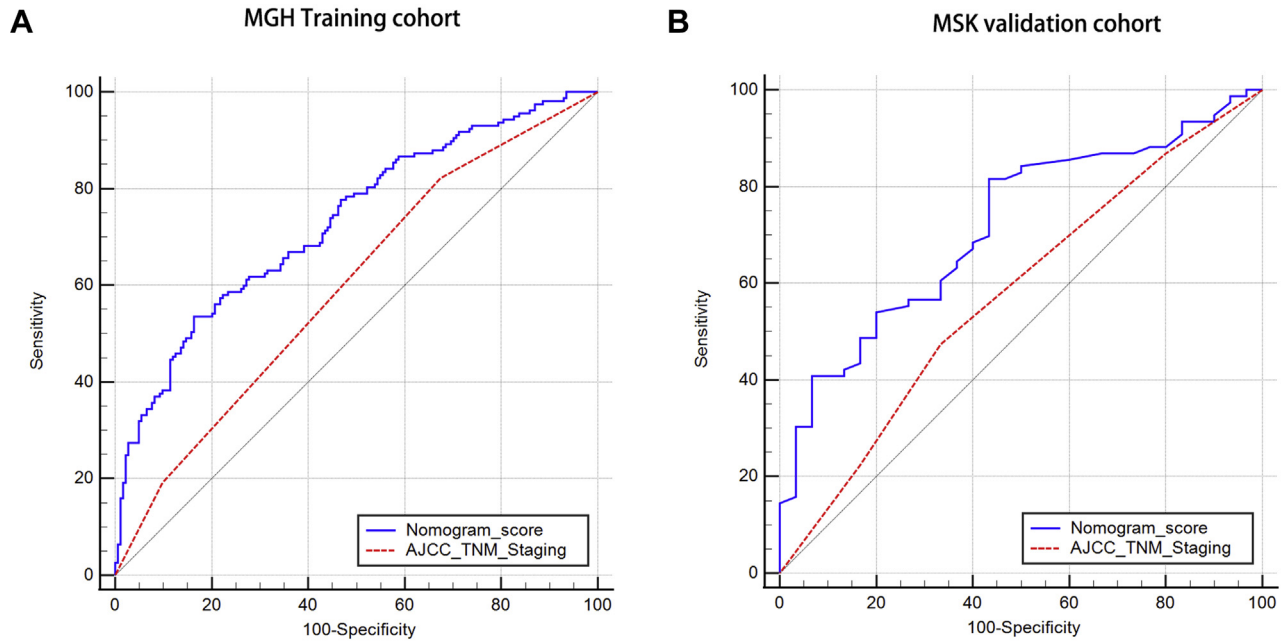 A
MGH Training cohort
100
80
60
40
20
0
Sensitivity
0 20 40 60 80 100
100-Specificity
Nomogram_score
AJCC_TNM_Staging
B
MSK validation cohort
100
80
60
40
20
0
Sensitivity
0 20 40 60 80 100
100-Specificity
Nomogram_score
AJCC_TNM_Staging